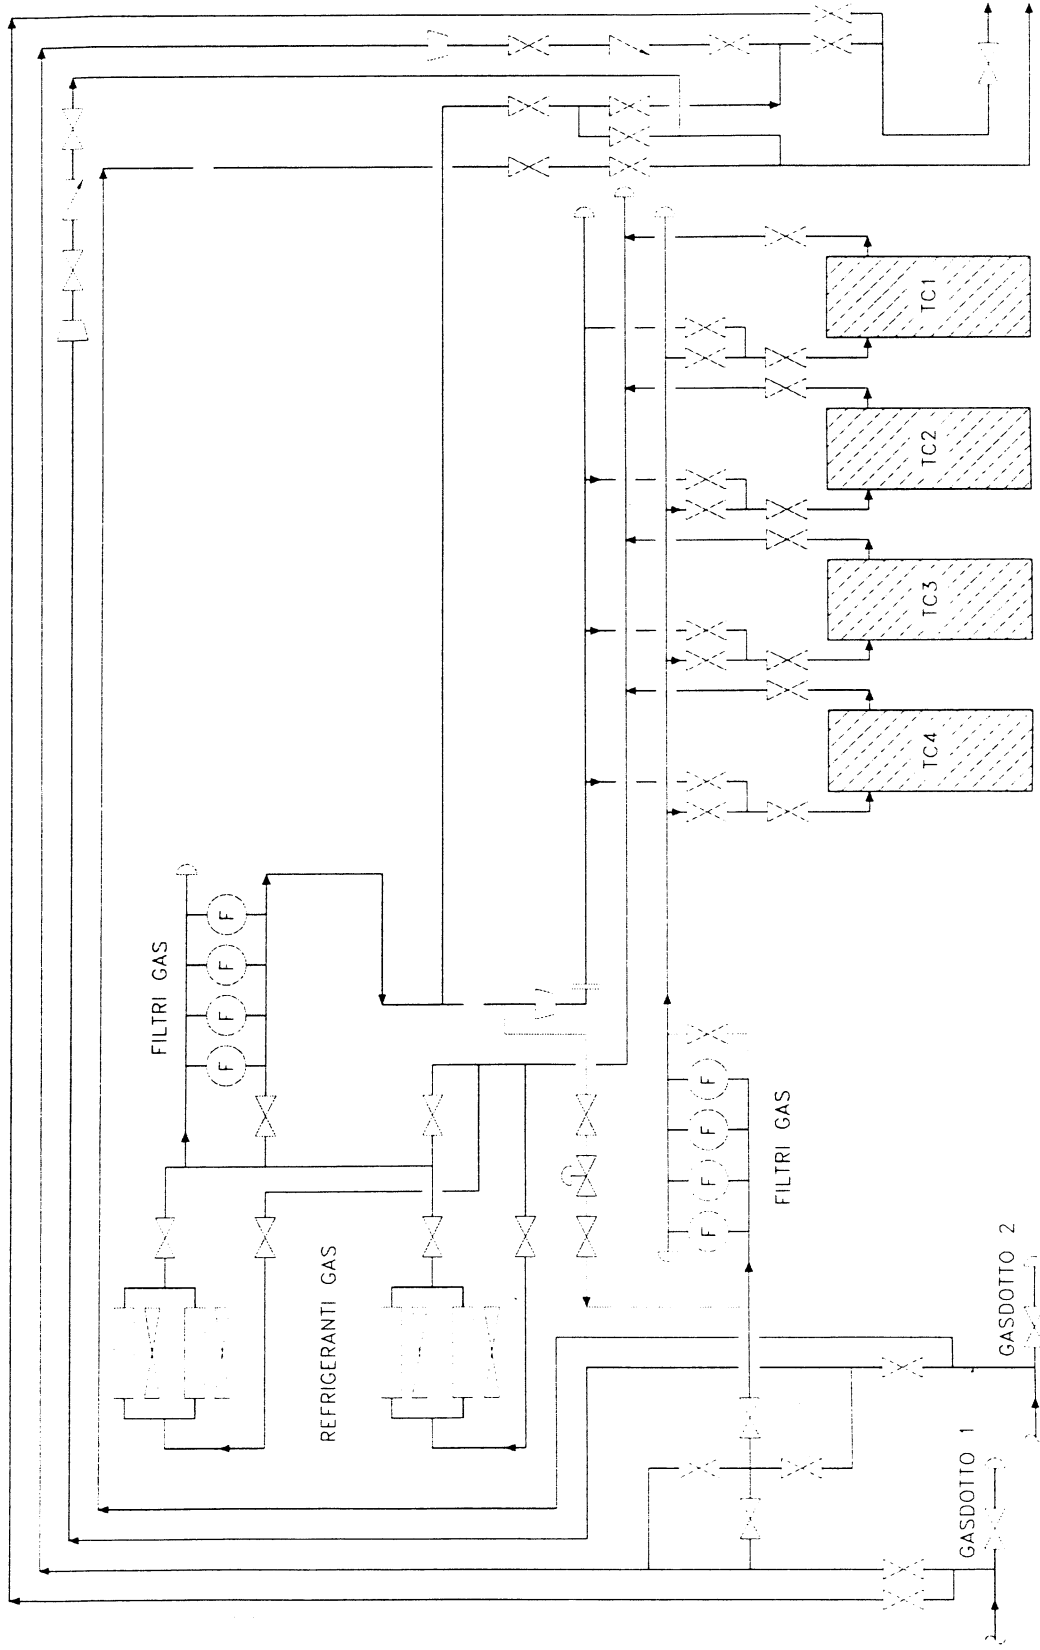 FILTRI GAS
F
F
F
F
REFRIGERANTI GAS
TC1
TC2
TC3
TC4
F
F
F
F
FILTRI GAS
GASDOTTO 2
GASDOTTO 1